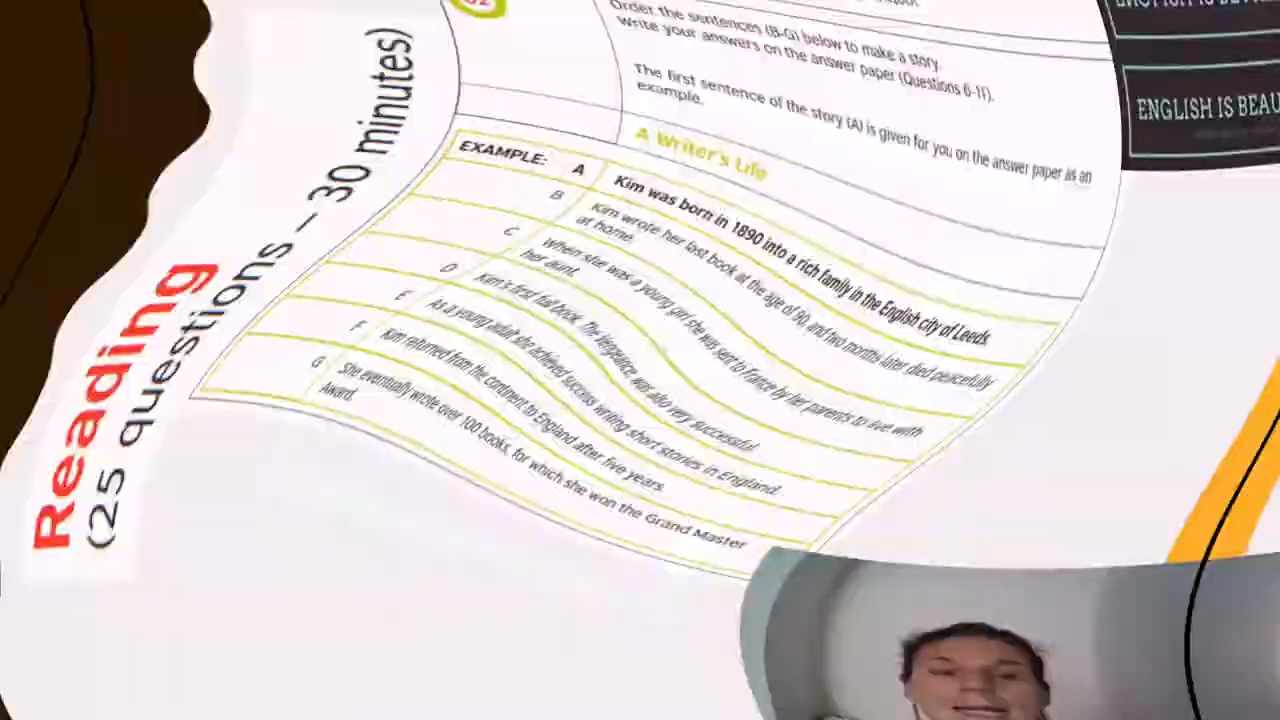 Reading
(25 questions – 30 minutes)
Order the sentences (B-G) below to make a story.
Write your answers on the answer paper (Questions 6-11).
The first sentence of the story (A) is given for you on the answer paper as an
example.
A Writer's Life
EXAMPLE: A Kim was born in 1890 into a rich family in the English city of Leeds.
B Kim wrote her last book at the age of 90, and two months later died peacefully
at home.
C When she was a young girl she was sent to France by her parents to live with
her aunt.
D Kim's first full book, The Vengeance, was also very successful.
E As a young adult she achieved success writing short stories in England.
F Kim returned from the continent to England after five years.
G She eventually wrote over 100 books, for which she won the Grand Master
Award.
ENGLISH IS BEAU